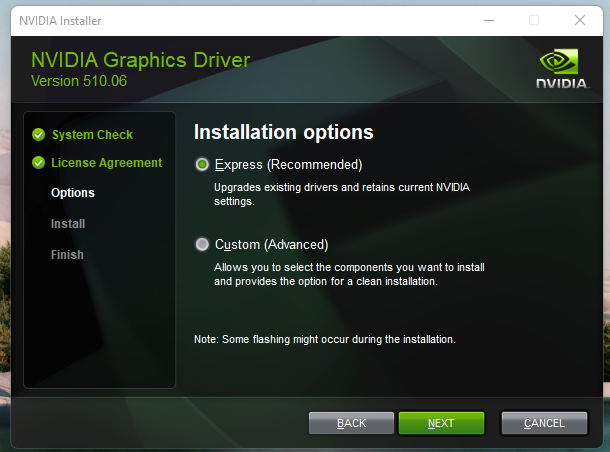 NVIDIA Installer
NVIDIA Graphics Driver
Version 510.06
NVIDIA.
System Check
License Agreement
Options
Install
Finish
Installation options
Express (Recommended)
Upgrades existing drivers and retains current NVIDIA
settings.
Custom (Advanced)
Allows you to select the components you want to install
and provides the option for a clean installation.
Note: Some flashing might occur during the installation.
BACK
NEXT
CANCEL